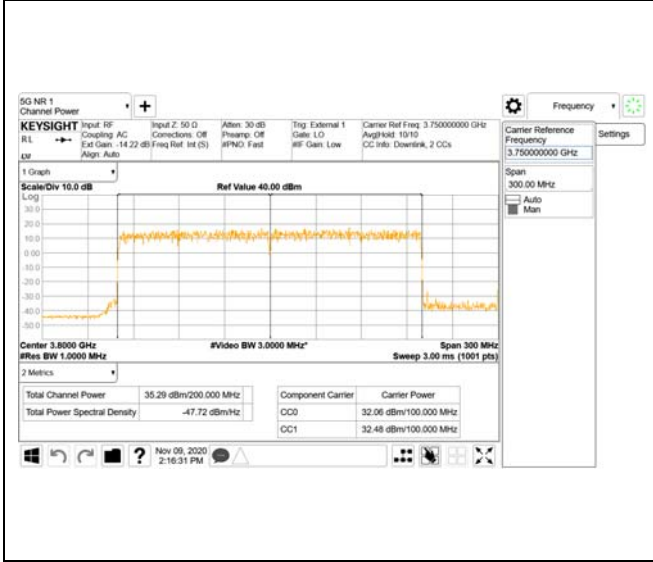 5G NR 1
Channel Power
Frequency
KEYSIGHT
RL
Input: RF
Coupling: AC
Ext Gain: -14.22 dB
Align: Auto
Input Z: 50 Ω
Corrections: Off
Freq Ref: Int (S)
Atten: 30 dB
Preamp: Off
#PNO: Fast
Trig: External 1
Gate: LO
#IF Gain: Low
Carrier Ref Freq: 3.750000000 GHz
Avg|Hold: 10/10
CC Info: Downlink, 2 CCs
Carrier Reference
Frequency
3.750000000 GHz
Settings
Span
300.00 MHz
Auto
Man
1 Graph
Scale/Div 10.0 dB
Ref Value 40.00 dBm
Log
30.0
20.0
10.0
0.00
-10.0
-20.0
-30.0
-40.0
-50.0
Center 3.8000 GHz
#Video BW 3.0000 MHz*
Span 300 MHz
#Res BW 1.0000 MHz
Sweep 3.00 ms (1001 pts)
2 Metrics
Total Channel Power 35.29 dBm/200.000 MHz
Total Power Spectral Density -47.72 dBm/Hz
Component Carrier Carrier Power
CC0 32.06 dBm/100.000 MHz
CC1 32.48 dBm/100.000 MHz
Nov 09, 2020
2:16:31 PM